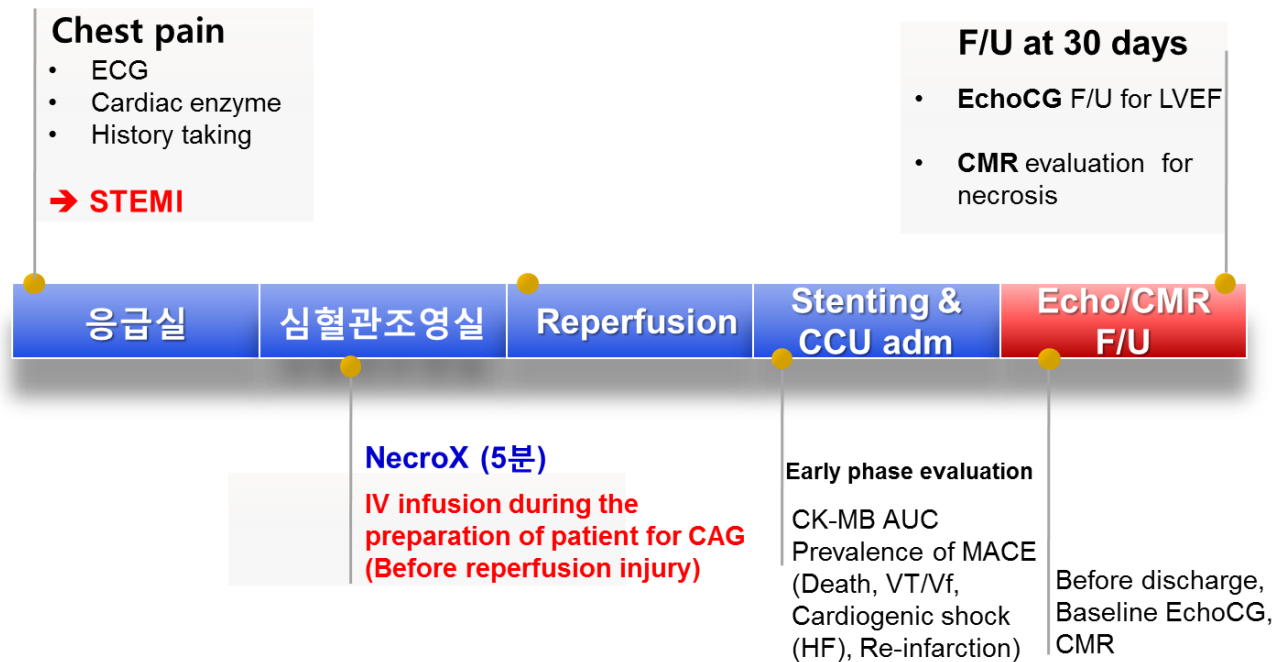 Chest pain
• ECG
• Cardiac enzyme
• History taking
➔ STEMI
F/U at 30 days
• EchoCG F/U for LVEF
• CMR evaluation for
necrosis
응급실
심혈관조영실
Reperfusion
Stenting &
CCU adm
Echo/CMR
F/U
NecroX (5분)
IV infusion during the
preparation of patient for CAG
(Before reperfusion injury)
Early phase evaluation
CK-MB AUC
Prevalence of MACE
(Death, VT/Vf,
Cardiogenic shock
(HF), Re-infarction)
Before discharge,
Baseline EchoCG,
CMR